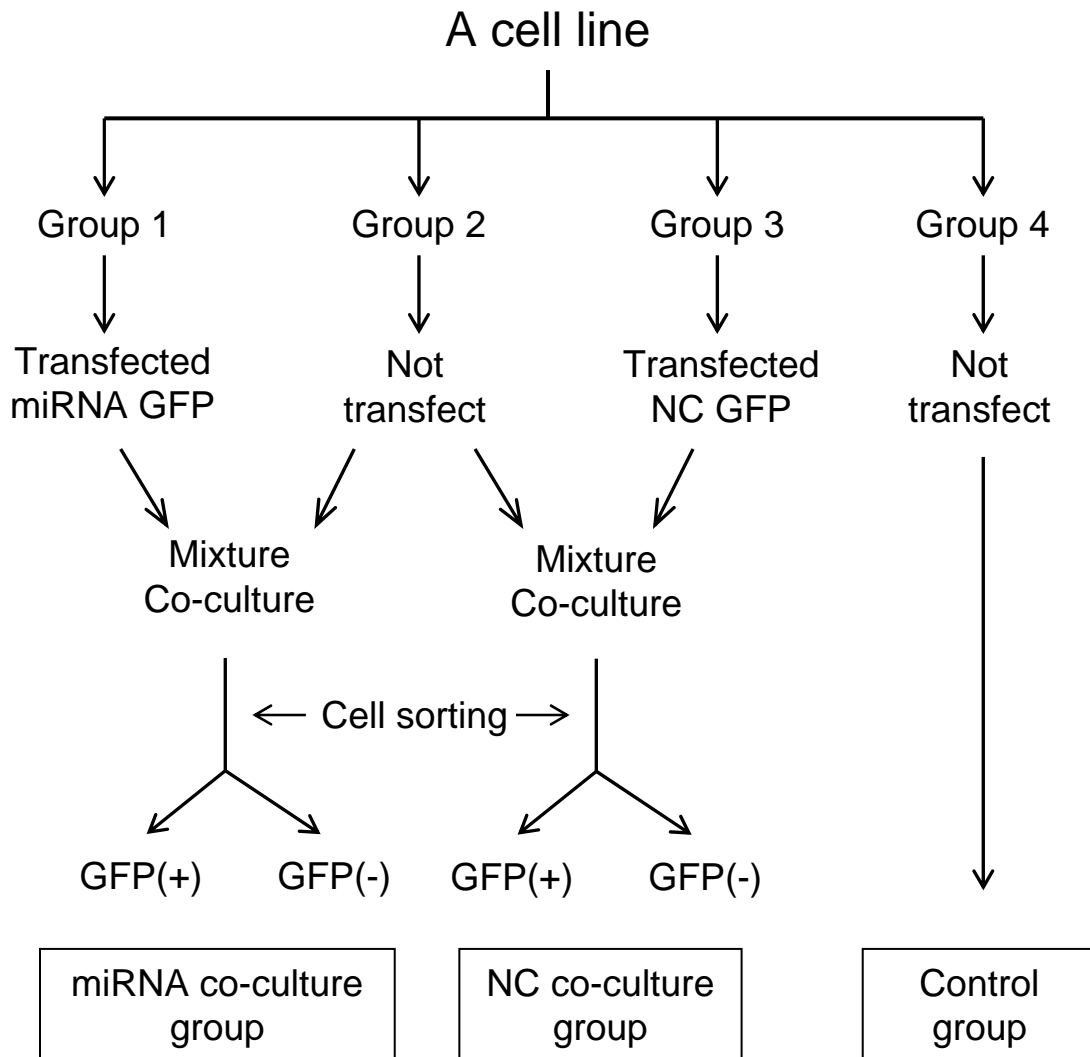 A cell line
Group 1
Group 2
Group 3
Group 4
Transfected
miRNA GFP
Not
transfect
Transfected
NC GFP
Not
transfect
Mixture
Co-culture
Mixture
Co-culture
Cell sorting
GFP(+)
GFP(-)
GFP(+)
GFP(-)
miRNA co-culture
group
NC co-culture
group
Control
group